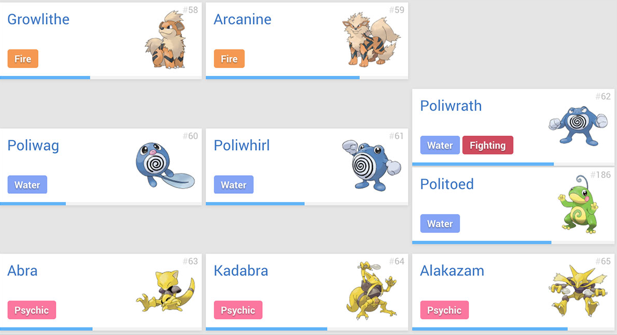 Growlithe #58
Fire
Arcanine #59
Fire
Poliwrath #62
Water Fighting
Poliwag #60
Water
Poliwhirl #61
Water
Politoed #186
Water
Abra #63
Psychic
Kadabra #64
Psychic
Alakazam #65
Psychic